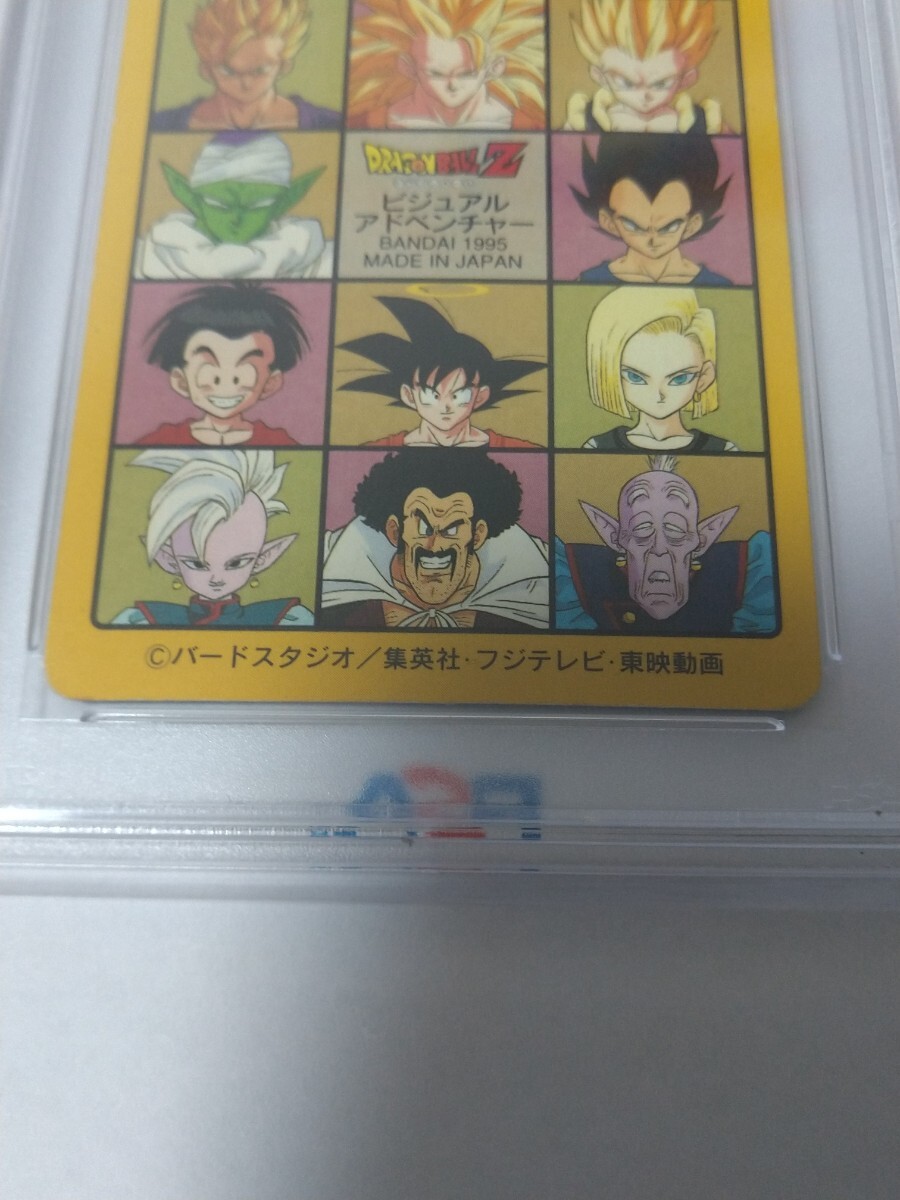 DRAGON BALL Z
ビジュアル
アドベンチャー
BANDAI 1995
MADE IN JAPAN
©バードスタジオ／集英社・フジテレビ・東映動画